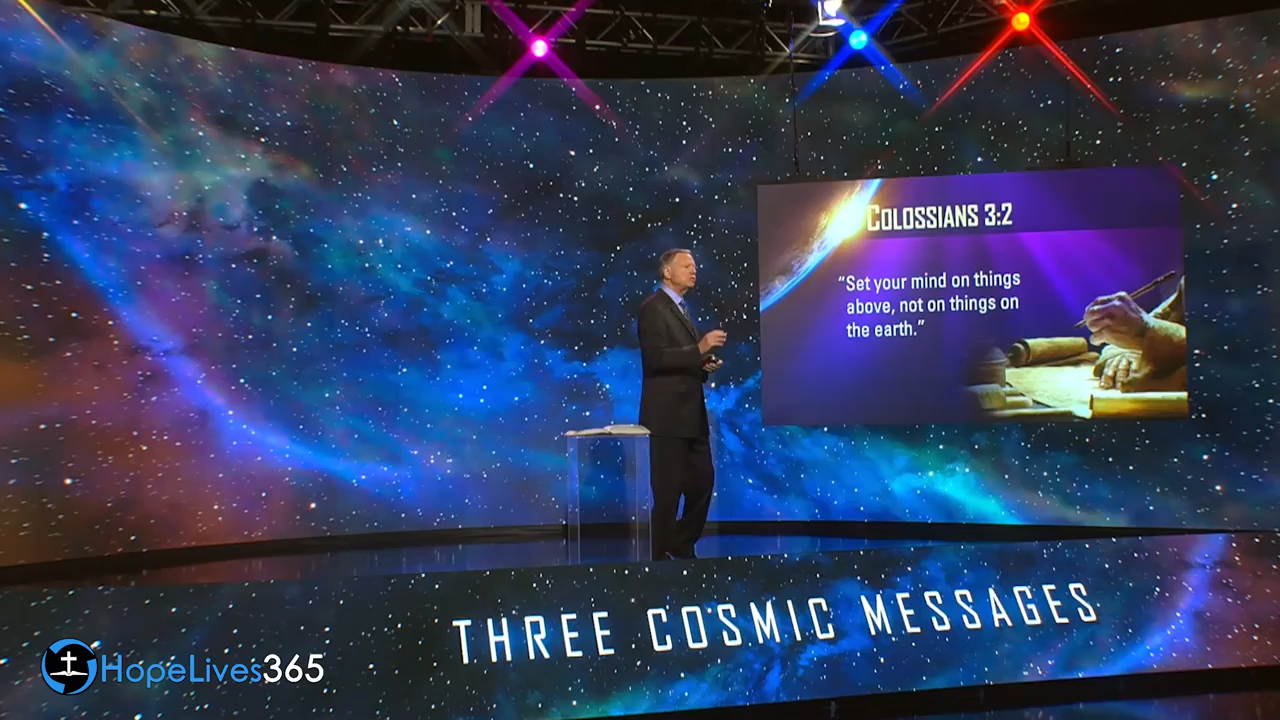 COLOSSIANS 3:2
“Set your mind on things
above, not on things on
the earth.”
THREE COSMIC MESSAGES
HopeLives365